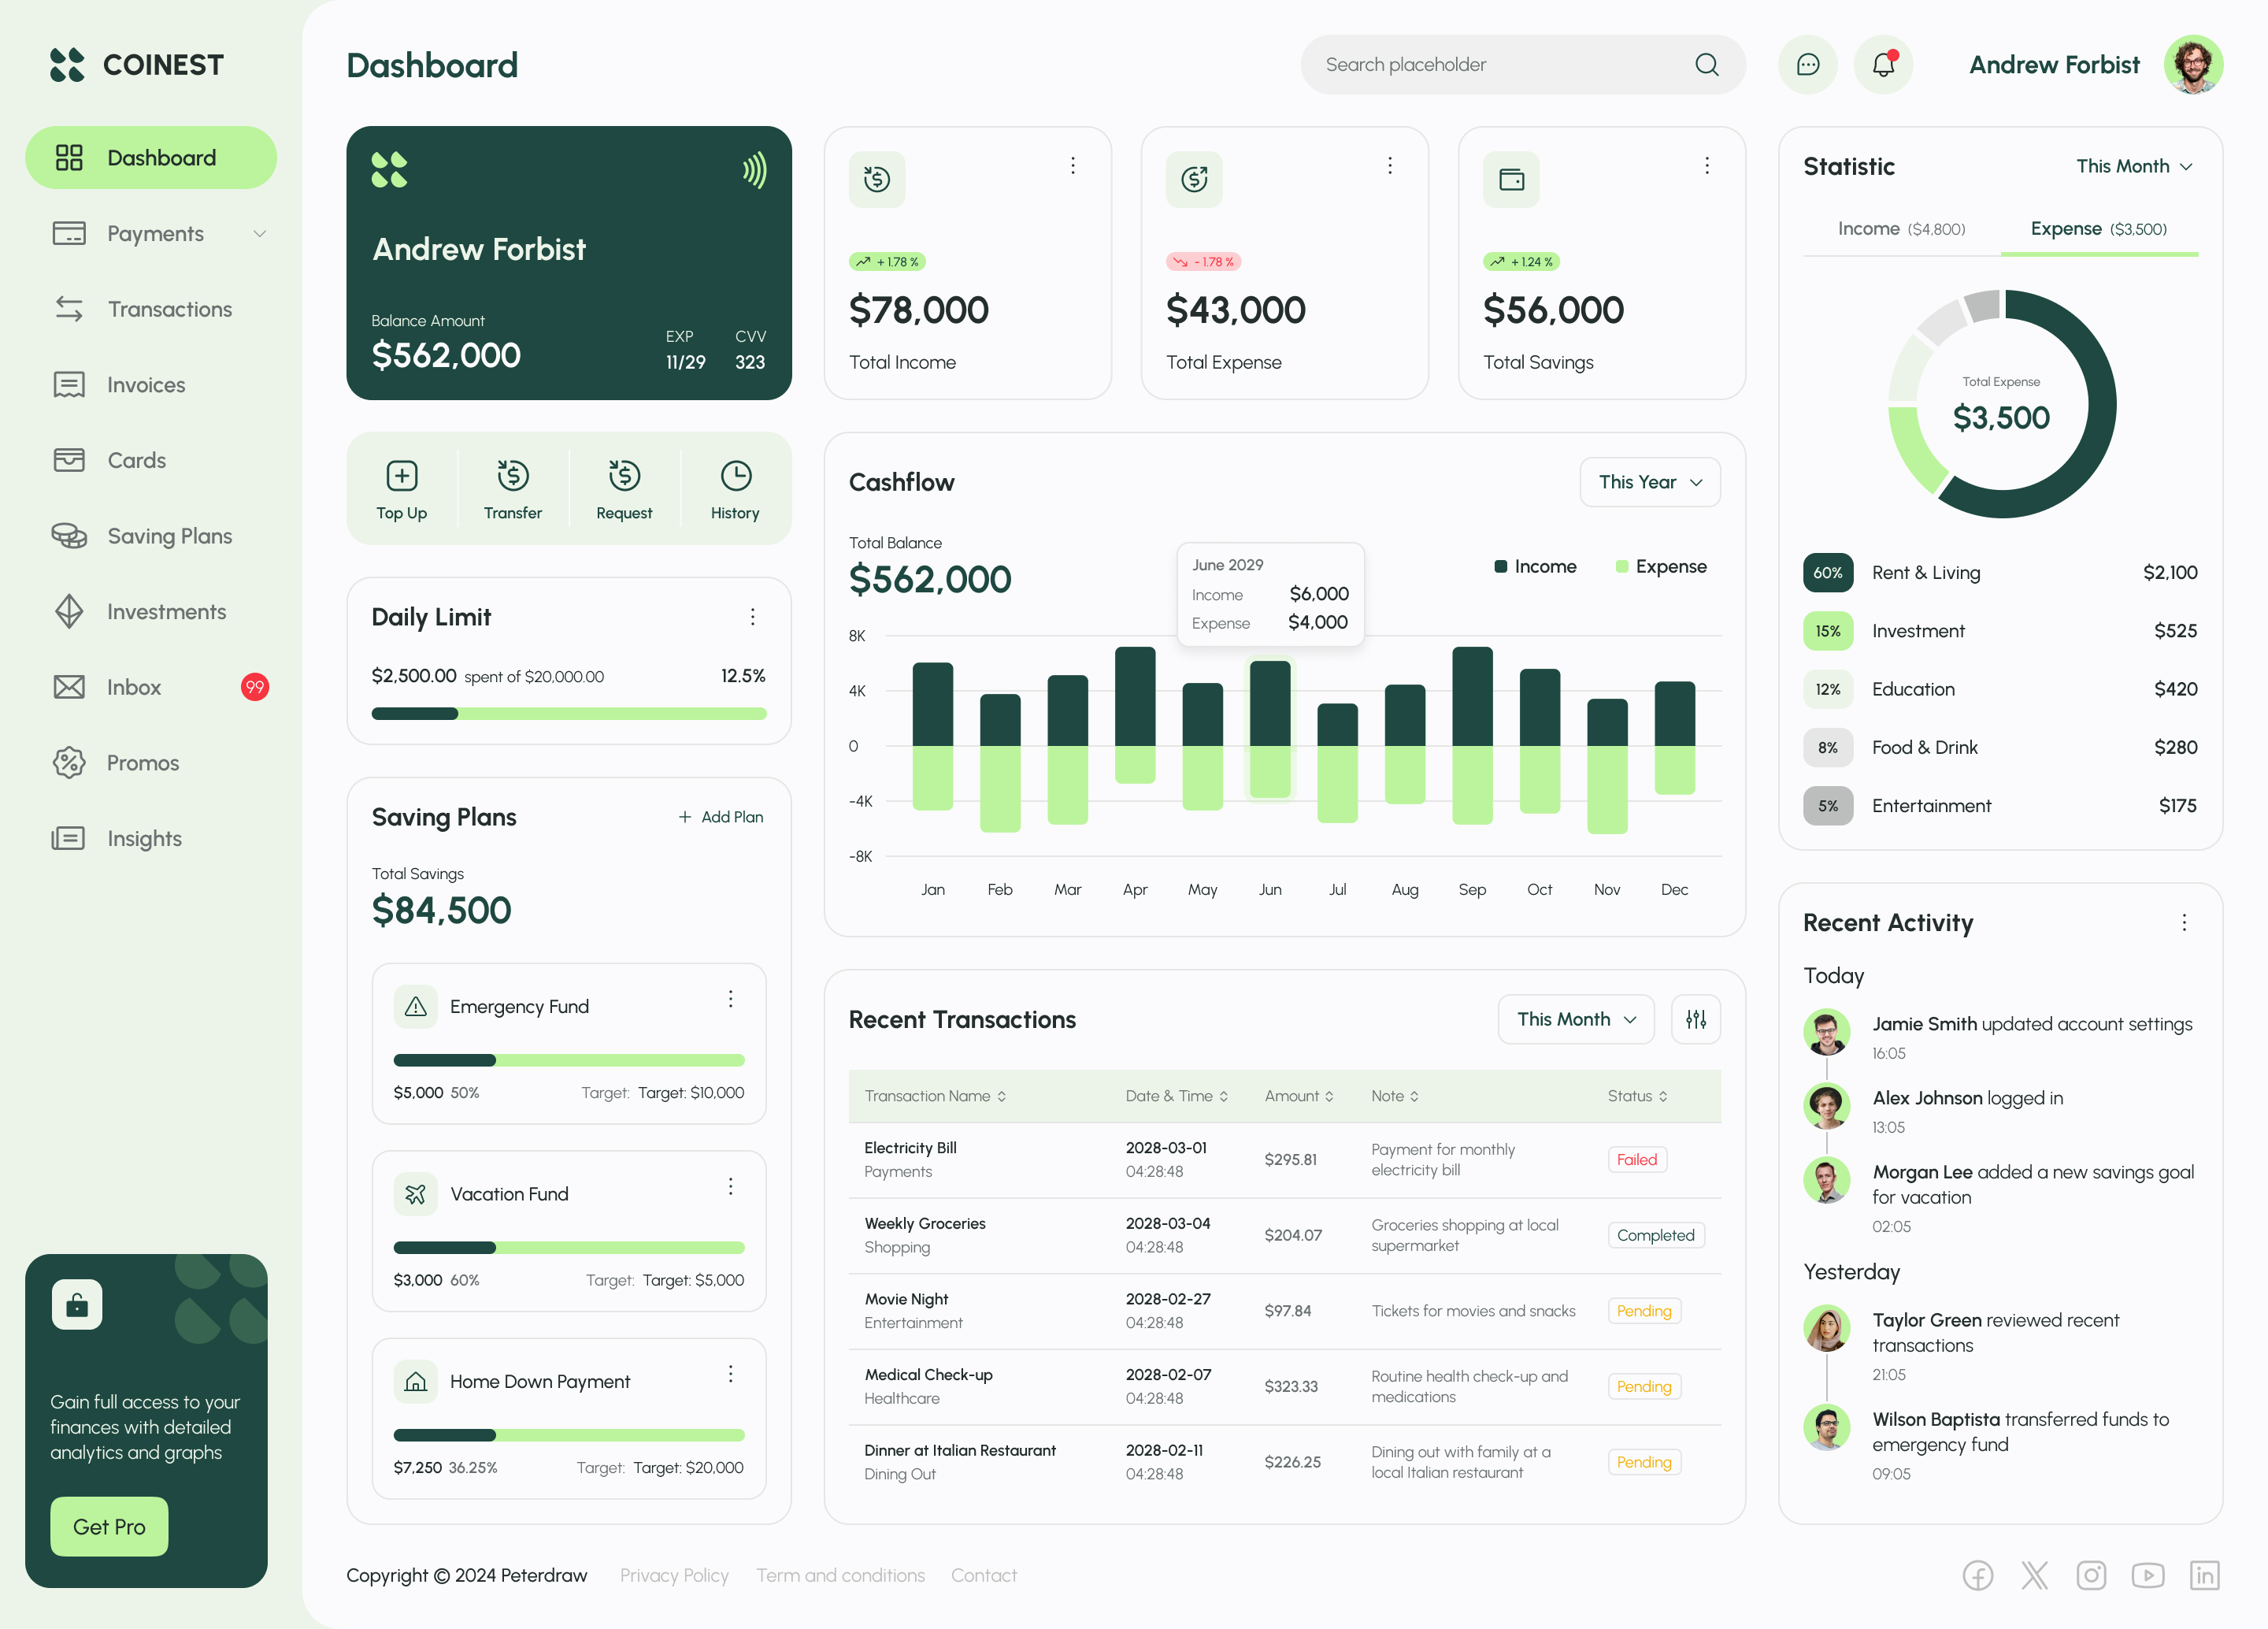 COINEST
Dashboard
Payments
Transactions
Invoices
Cards
Saving Plans
Investments
Inbox
99
Promos
Insights
Gain full access to your
finances with detailed
analytics and graphs
Get Pro
Dashboard
Search placeholder
Andrew Forbist
Andrew Forbist
Balance Amount
$562,000
EXP
11/29
CVV
323
Top Up
Transfer
Request
History
Daily Limit
$2,500.00 spent of $20,000.00
12.5%
Saving Plans
+ Add Plan
Total Savings
$84,500
Emergency Fund
$5,000 50%
Target: Target: $10,000
Vacation Fund
$3,000 60%
Target: Target: $5,000
Home Down Payment
$7,250 36.25%
Target: Target: $20,000
+ 1.78 %
$78,000
Total Income
- 1.78 %
$43,000
Total Expense
+ 1.24 %
$56,000
Total Savings
Cashflow
This Year
Total Balance
$562,000
June 2029
Income $6,000
Expense $4,000
Income
Expense
8K
4K
0
-4K
-8K
Jan Feb Mar Apr May Jun Jul Aug Sep Oct Nov Dec
Recent Transactions
This Month
Transaction Name Date & Time Amount Note Status
Electricity Bill
Payments
2028-03-01
04:28:48
$295.81
Payment for monthly
electricity bill
Failed
Weekly Groceries
Shopping
2028-03-04
04:28:48
$204.07
Groceries shopping at local
supermarket
Completed
Movie Night
Entertainment
2028-02-27
04:28:48
$97.84
Tickets for movies and snacks
Pending
Medical Check-up
Healthcare
2028-02-07
04:28:48
$323.33
Routine health check-up and
medications
Pending
Dinner at Italian Restaurant
Dining Out
2028-02-11
04:28:48
$226.25
Dining out with family at a
local Italian restaurant
Pending
Statistic
This Month
Income ($4,800)
Expense ($3,500)
Total Expense
$3,500
60% Rent & Living $2,100
15% Investment $525
12% Education $420
8% Food & Drink $280
5% Entertainment $175
Recent Activity
Today
Jamie Smith updated account settings
16:05
Alex Johnson logged in
13:05
Morgan Lee added a new savings goal
for vacation
02:05
Yesterday
Taylor Green reviewed recent
transactions
21:05
Wilson Baptista transferred funds to
emergency fund
09:05
Copyright © 2024 Peterdraw
Privacy Policy
Term and conditions
Contact